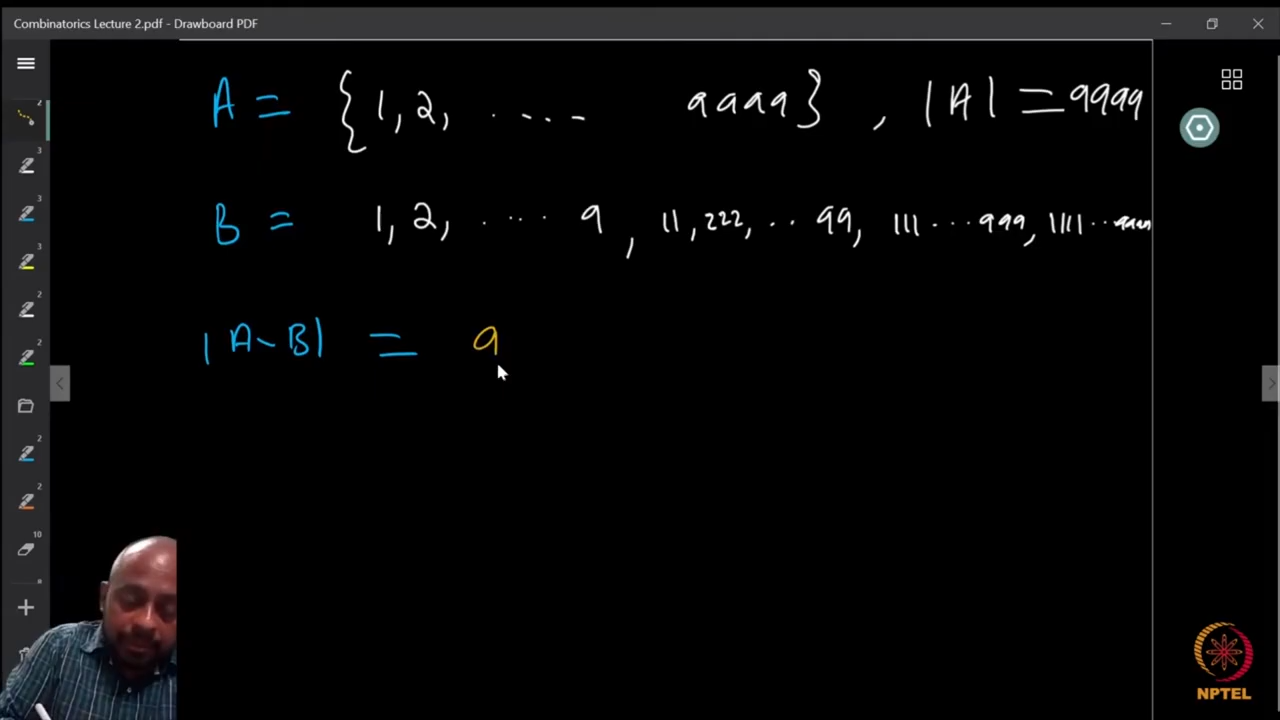 Combinatorics Lecture 2.pdf - Drawboard PDF
A = {1, 2, ..... 9999} , |A| = 9999
B = 1, 2, ..... 9 , 11, 222, .. 99, 111 ... 999, 1111 .. 9999
|A - B| = 9
NPTEL